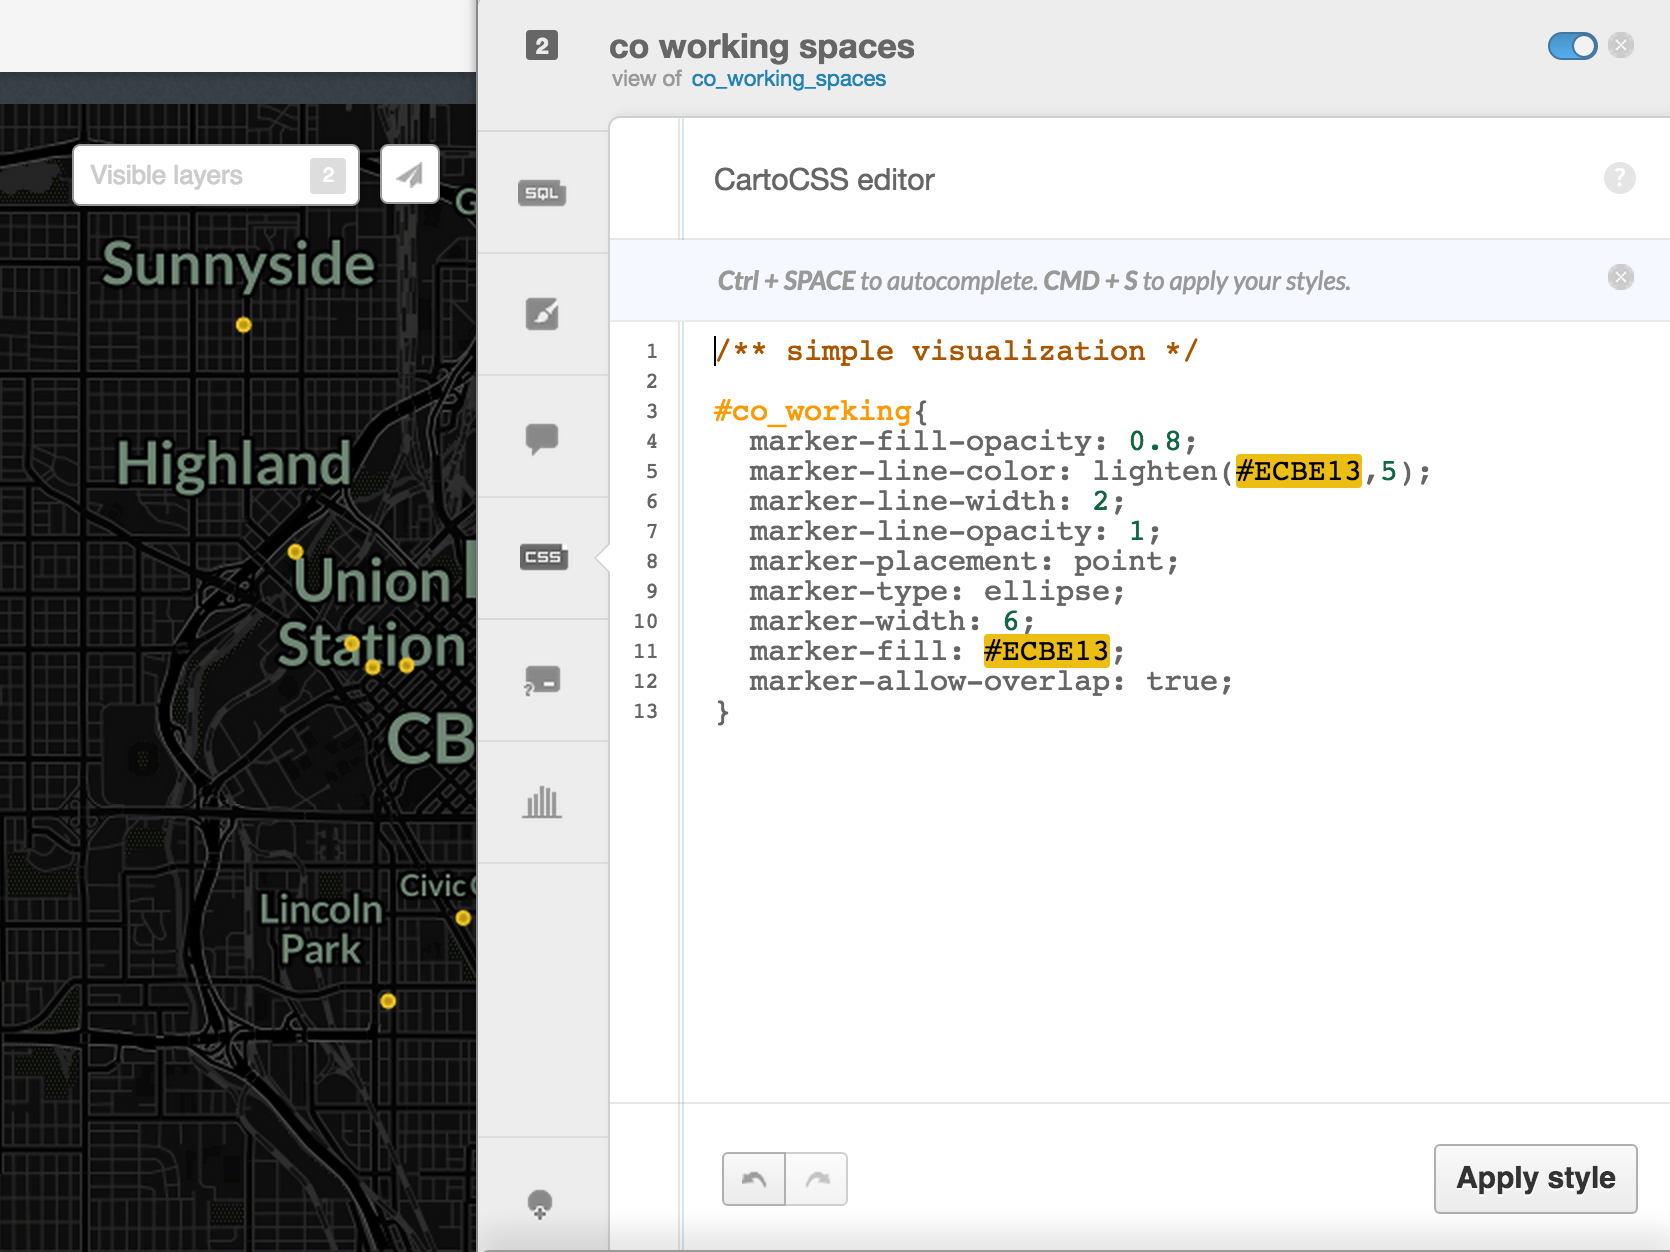 2
co working spaces
view of co_working_spaces
Visible layers 2
Sunnyside
Highland
Union
Station
CB
Civic
Lincoln
Park
SQL
CSS
?
CartoCSS editor
?
Ctrl + SPACE to autocomplete. CMD + S to apply your styles.
1 /** simple visualization */
2
3 #co_working{
4 marker-fill-opacity: 0.8;
5 marker-line-color: lighten(#ECBE13,5);
6 marker-line-width: 2;
7 marker-line-opacity: 1;
8 marker-placement: point;
9 marker-type: ellipse;
10 marker-width: 6;
11 marker-fill: #ECBE13;
12 marker-allow-overlap: true;
13 }
Apply style